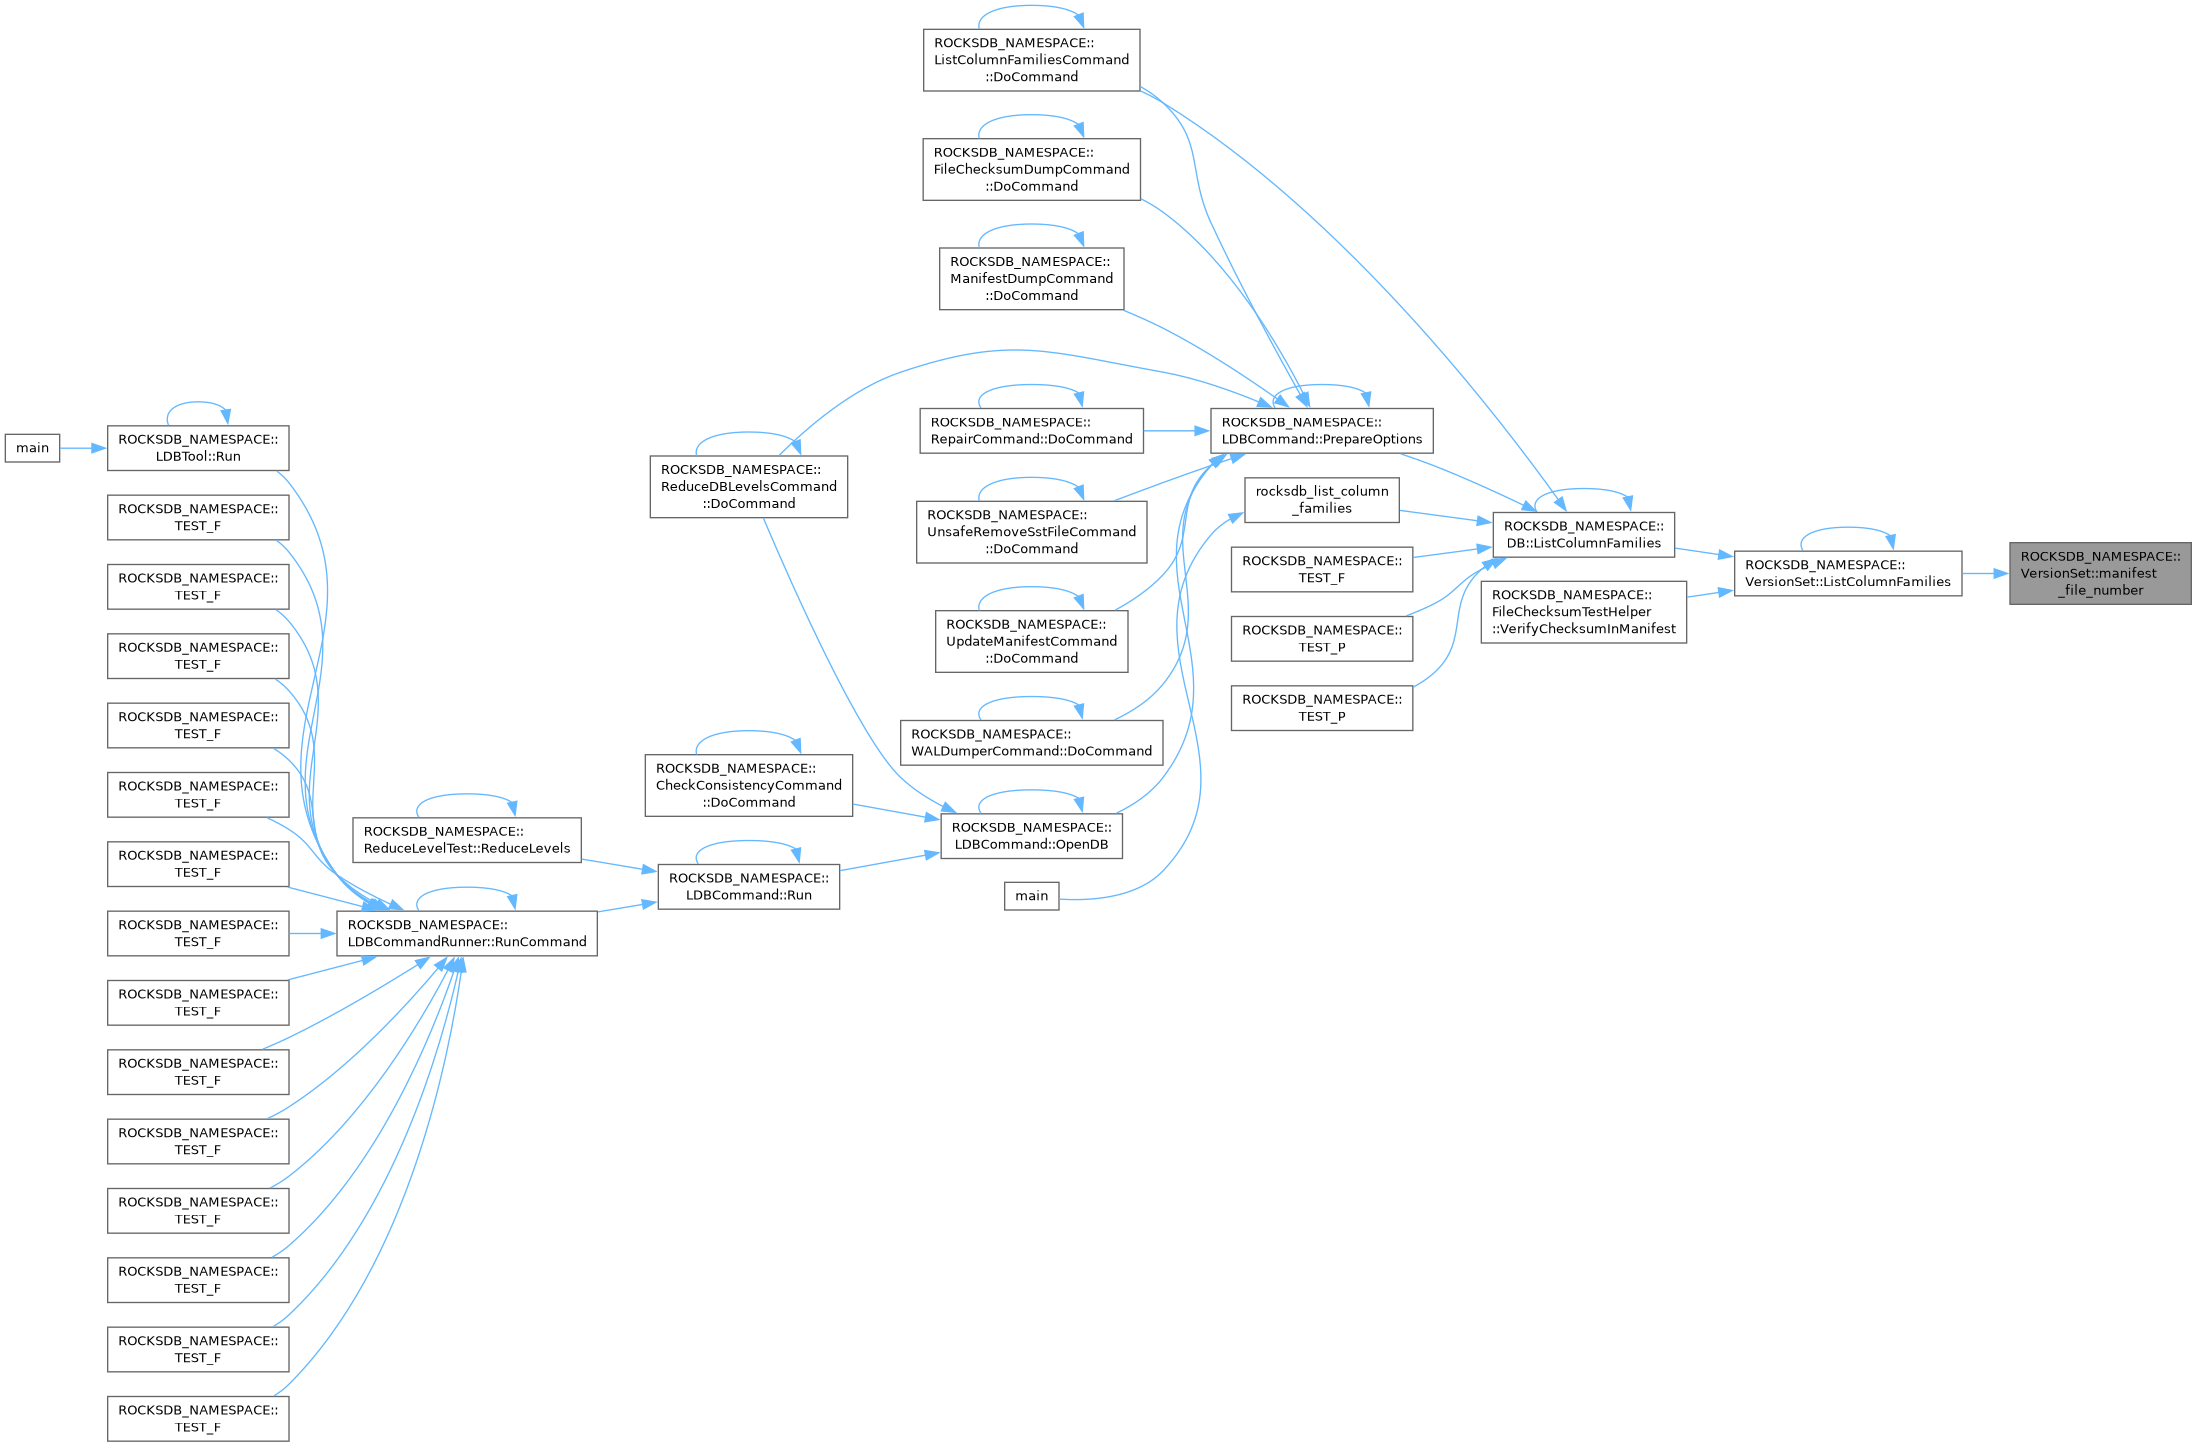 main
ROCKSDB_NAMESPACE::
LDBTool::Run
ROCKSDB_NAMESPACE::
TEST_F
ROCKSDB_NAMESPACE::
TEST_F
ROCKSDB_NAMESPACE::
TEST_F
ROCKSDB_NAMESPACE::
TEST_F
ROCKSDB_NAMESPACE::
TEST_F
ROCKSDB_NAMESPACE::
TEST_F
ROCKSDB_NAMESPACE::
TEST_F
ROCKSDB_NAMESPACE::
TEST_F
ROCKSDB_NAMESPACE::
TEST_F
ROCKSDB_NAMESPACE::
TEST_F
ROCKSDB_NAMESPACE::
TEST_F
ROCKSDB_NAMESPACE::
TEST_F
ROCKSDB_NAMESPACE::
TEST_F
ROCKSDB_NAMESPACE::
TEST_F
ROCKSDB_NAMESPACE::
ReduceLevelTest::ReduceLevels
ROCKSDB_NAMESPACE::
LDBCommandRunner::RunCommand
ROCKSDB_NAMESPACE::
ReduceDBLevelsCommand
::DoCommand
ROCKSDB_NAMESPACE::
CheckConsistencyCommand
::DoCommand
ROCKSDB_NAMESPACE::
LDBCommand::Run
ROCKSDB_NAMESPACE::
ListColumnFamiliesCommand
::DoCommand
ROCKSDB_NAMESPACE::
FileChecksumDumpCommand
::DoCommand
ROCKSDB_NAMESPACE::
ManifestDumpCommand
::DoCommand
ROCKSDB_NAMESPACE::
RepairCommand::DoCommand
ROCKSDB_NAMESPACE::
UnsafeRemoveSstFileCommand
::DoCommand
ROCKSDB_NAMESPACE::
UpdateManifestCommand
::DoCommand
ROCKSDB_NAMESPACE::
WALDumperCommand::DoCommand
ROCKSDB_NAMESPACE::
LDBCommand::OpenDB
main
ROCKSDB_NAMESPACE::
LDBCommand::PrepareOptions
rocksdb_list_column
_families
ROCKSDB_NAMESPACE::
TEST_F
ROCKSDB_NAMESPACE::
TEST_P
ROCKSDB_NAMESPACE::
TEST_P
ROCKSDB_NAMESPACE::
DB::ListColumnFamilies
ROCKSDB_NAMESPACE::
FileChecksumTestHelper
::VerifyChecksumInManifest
ROCKSDB_NAMESPACE::
VersionSet::ListColumnFamilies
ROCKSDB_NAMESPACE::
VersionSet::manifest
_file_number